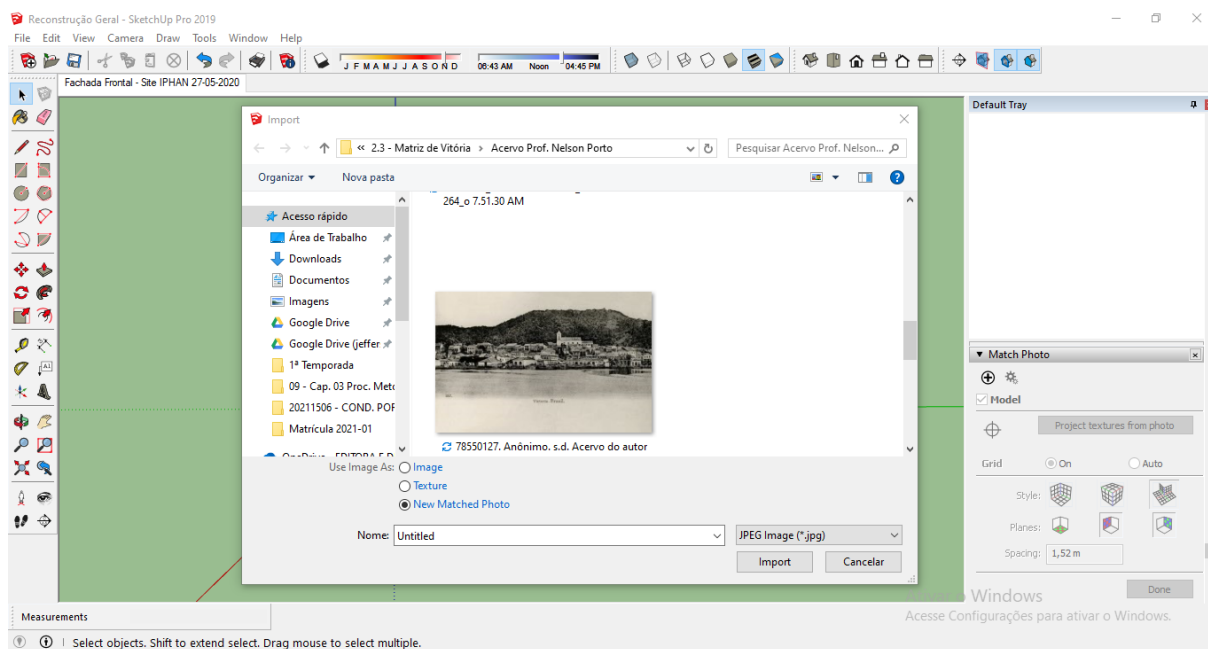 Reconstrução Geral - SketchUp Pro 2019
File Edit View Camera Draw Tools Window Help
J F M A M J J A S O N D 06:43 AM Noon 04:45 PM
Fachada Frontal - Site IPHAN 27-05-2020
Import
« 2.3 - Matriz de Vitória > Acervo Prof. Nelson Porto
Pesquisar Acervo Prof. Nelson...
Organizar Nova pasta
264_o 7.51.30 AM
Acesso rápido
Área de Trabalho
Downloads
Documentos
Imagens
Google Drive
Google Drive (jeffer
1ª Temporada
09 - Cap. 03 Proc. Meto
20211506 - COND. POR
Matrícula 2021-01
78550127. Anônimo. s.d. Acervo do autor
Use Image As: Image
Texture
New Matched Photo
Nome: Untitled
JPEG Image (*.jpg)
Import Cancelar
Default Tray
Match Photo
Model
Project textures from photo
Grid On Auto
Style:
Planes:
Spacing: 1,52 m
Done
Windows
Acesse Configurações para ativar o Windows.
Measurements
Select objects. Shift to extend select. Drag mouse to select multiple.